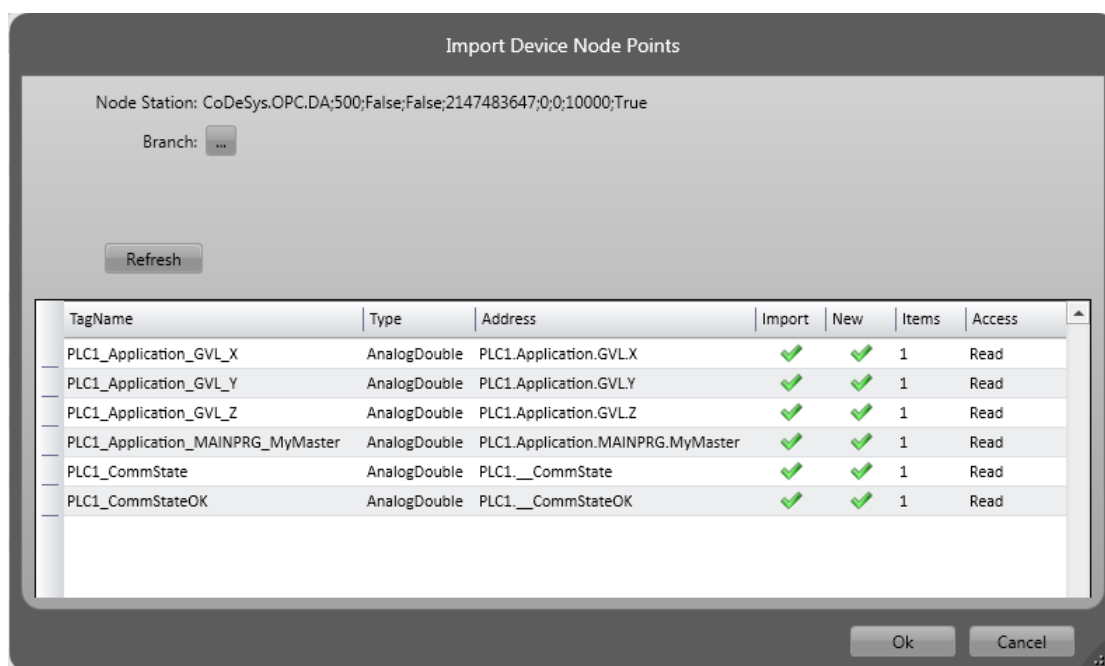 Import Device Node Points
Node Station: CoDeSys.OPC.DA;500;False;False;2147483647;0;0;10000;True
Branch: ...
Refresh
TagName Type Address Import New Items Access
PLC1_Application_GVL_X AnalogDouble PLC1.Application.GVL.X 1 Read
PLC1_Application_GVL_Y AnalogDouble PLC1.Application.GVL.Y 1 Read
PLC1_Application_GVL_Z AnalogDouble PLC1.Application.GVL.Z 1 Read
PLC1_Application_MAINPRG_MyMaster AnalogDouble PLC1.Application.MAINPRG.MyMaster 1 Read
PLC1_CommState AnalogDouble PLC1.__CommState 1 Read
PLC1_CommStateOK AnalogDouble PLC1.__CommStateOK 1 Read
Ok Cancel